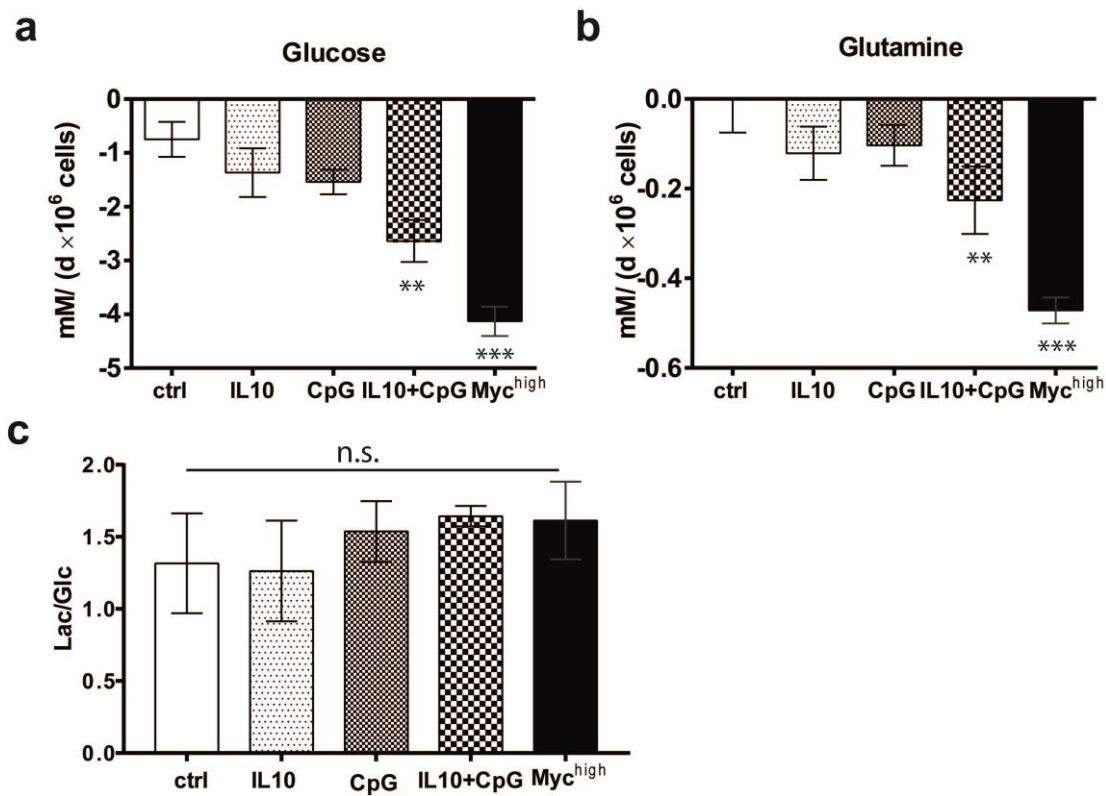 a
Glucose
mM/ (d ×10⁶ cells)
0
-1
-2
-3
-4
-5
**
***
ctrl IL10 CpG IL10+CpG Myc^high
b
Glutamine
mM/ (d ×10⁶ cells)
0.0
-0.2
-0.4
-0.6
**
***
ctrl IL10 CpG IL10+CpG Myc^high
c
n.s.
Lac/Glc
2.0
1.5
1.0
0.5
0.0
ctrl IL10 CpG IL10+CpG Myc^high